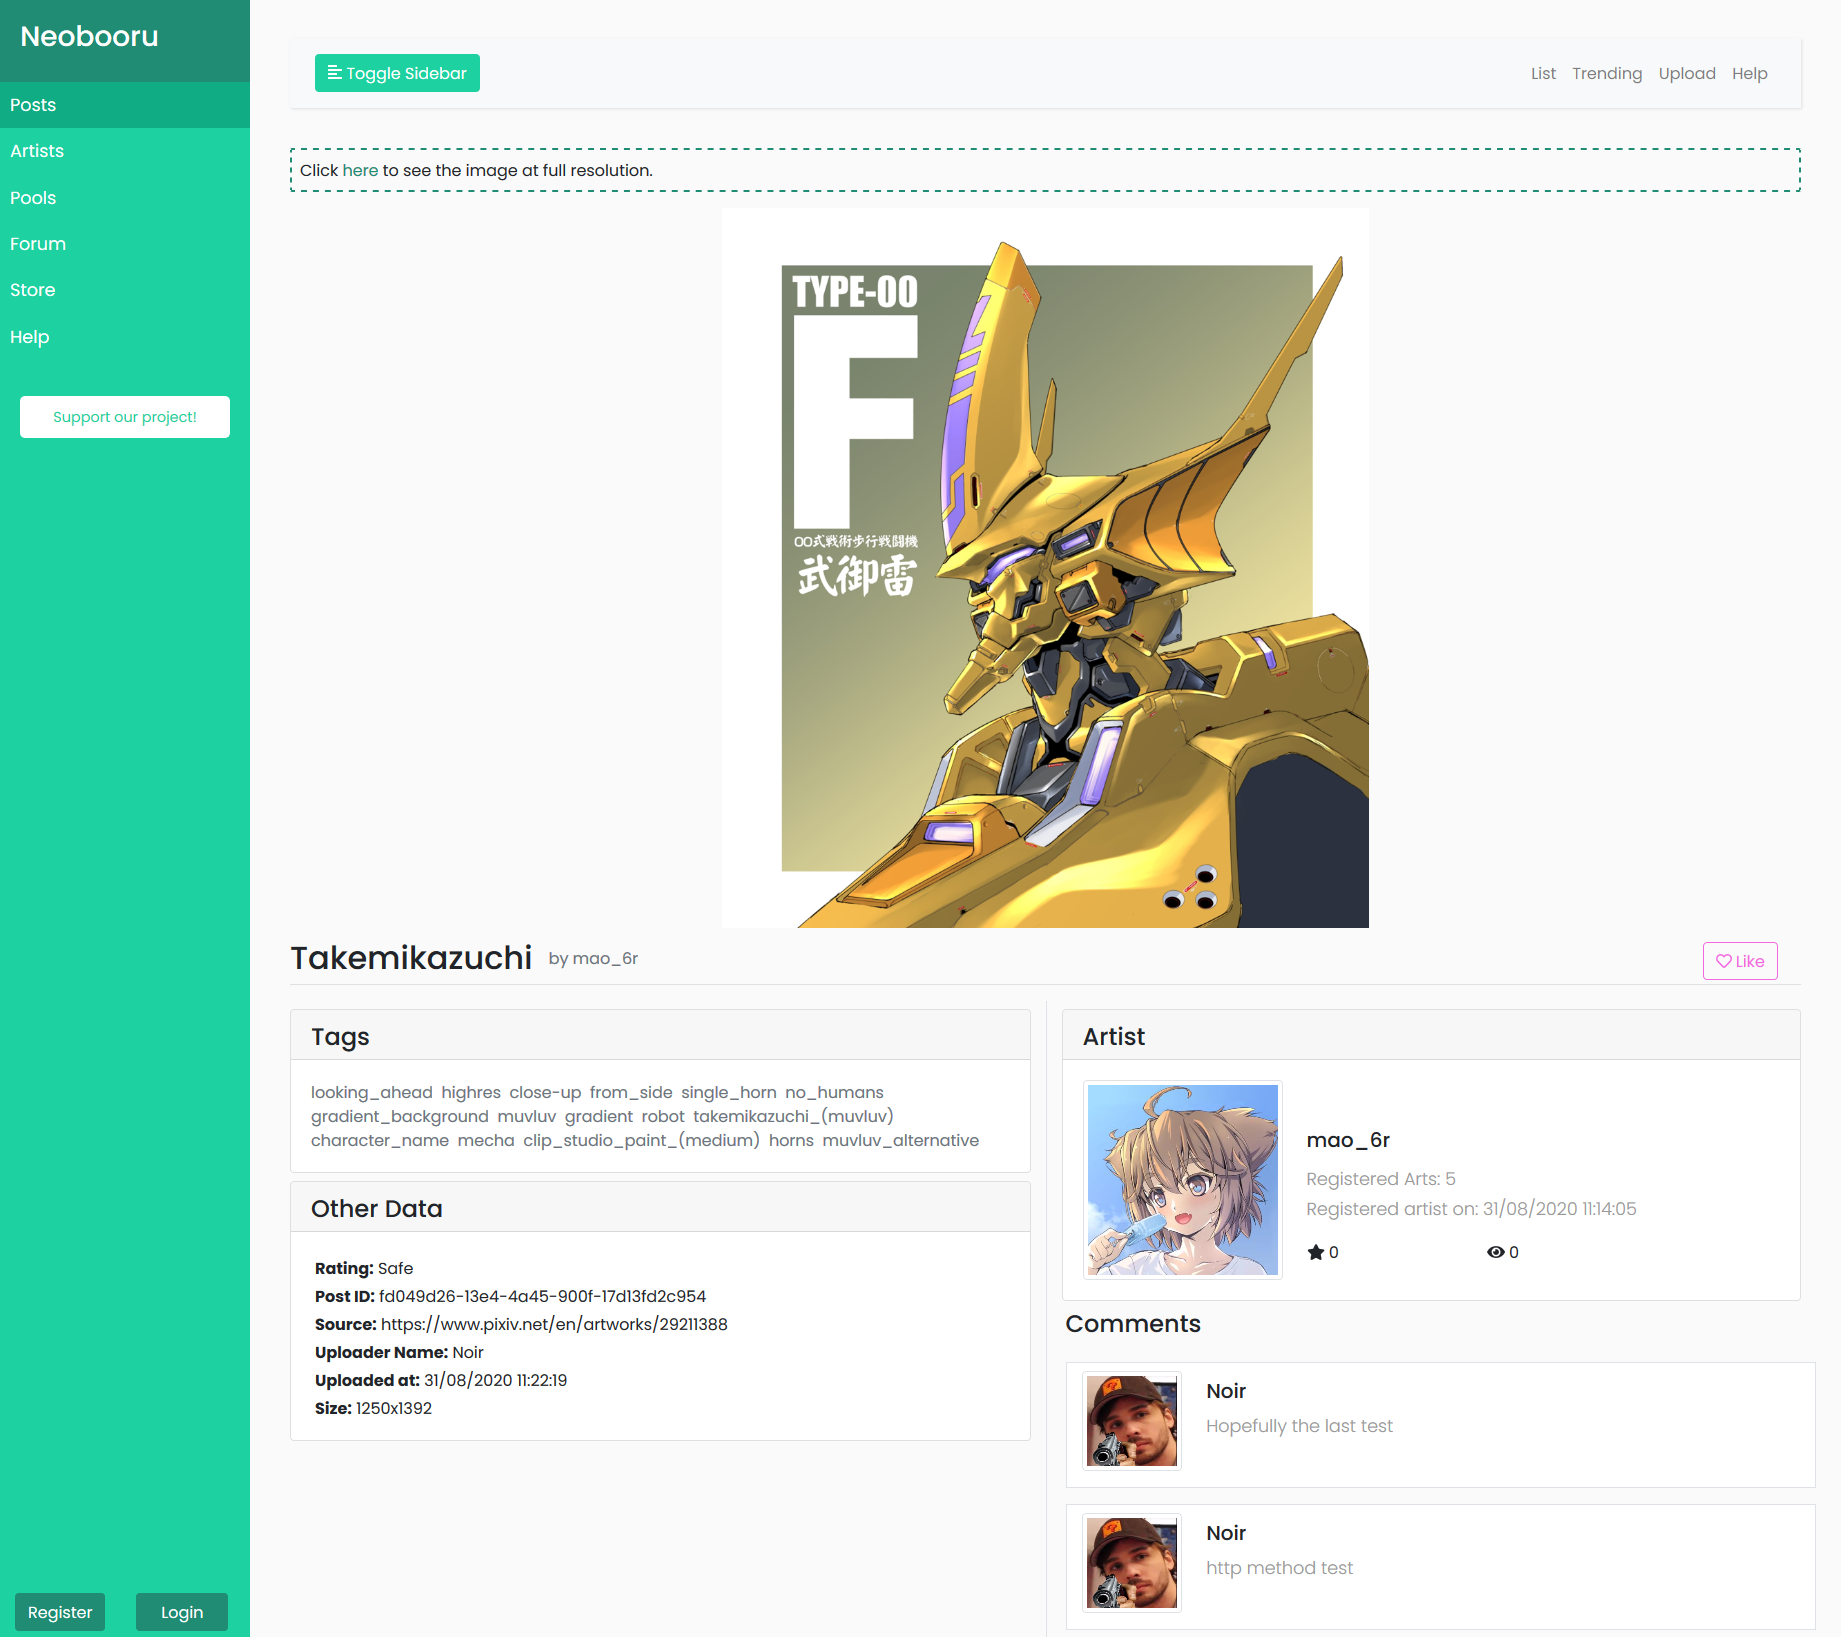 Neobooru
Posts
Artists
Pools
Forum
Store
Help
Support our project!
Register
Login
Toggle Sidebar
List
Trending
Upload
Help
Click here to see the image at full resolution.
TYPE-00
F
00式戦術歩行戦闘機
武御雷
Takemikazuchi by mao_6r
Like
Tags
looking_ahead highres close-up from_side single_horn no_humans
gradient_background muvluv gradient robot takemikazuchi_(muvluv)
character_name mecha clip_studio_paint_(medium) horns muvluv_alternative
Other Data
Rating: Safe
Post ID: fd049d26-13e4-4a45-900f-17d13fd2c954
Source: https://www.pixiv.net/en/artworks/29211388
Uploader Name: Noir
Uploaded at: 31/08/2020 11:22:19
Size: 1250x1392
Artist
mao_6r
Registered Arts: 5
Registered artist on: 31/08/2020 11:14:05
0
0
Comments
Noir
Hopefully the last test
Noir
http method test